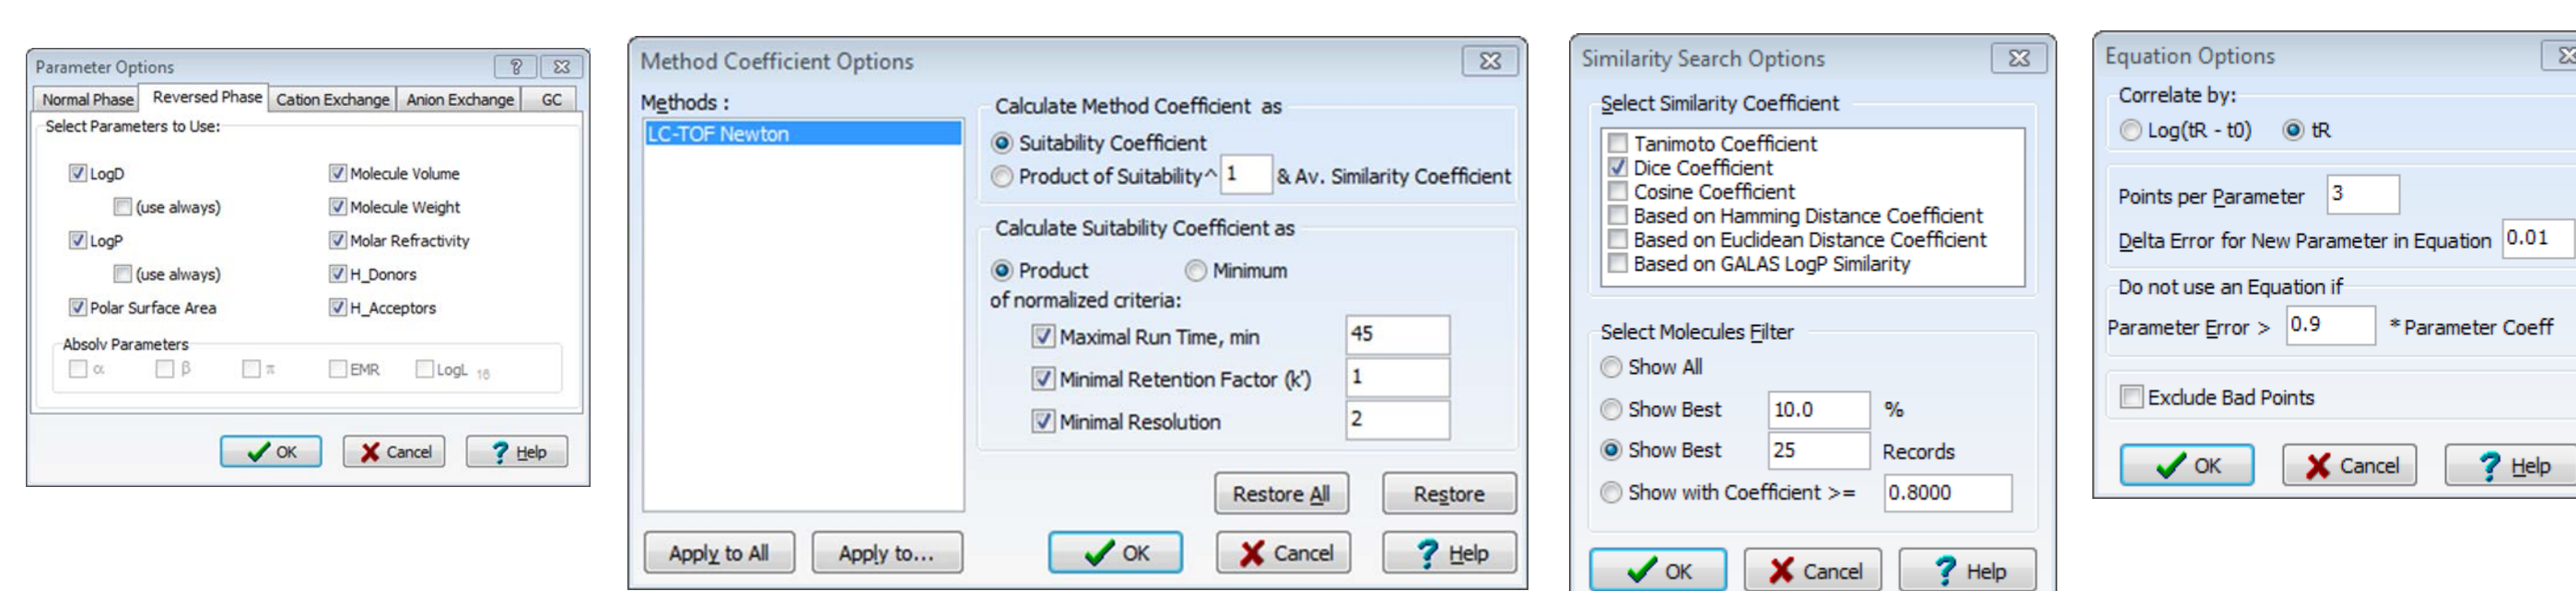 Parameter Options
Normal Phase Reversed Phase Cation Exchange Anion Exchange GC
Select Parameters to Use:
LogD Molecule Volume
(use always) Molecule Weight
LogP Molar Refractivity
(use always) H_Donors
Polar Surface Area H_Acceptors
Absolv Parameters
α β π EMR LogL 16
OK Cancel ? Help
Method Coefficient Options
Methods :
LC-TOF Newton
Calculate Method Coefficient as
Suitability Coefficient
Product of Suitability^ 1 & Av. Similarity Coefficient
Calculate Suitability Coefficient as
Product Minimum
of normalized criteria:
Maximal Run Time, min 45
Minimal Retention Factor (k') 1
Minimal Resolution 2
Restore All Restore
Apply to All Apply to... OK Cancel ? Help
Similarity Search Options
Select Similarity Coefficient
Tanimoto Coefficient
Dice Coefficient
Cosine Coefficient
Based on Hamming Distance Coefficient
Based on Euclidean Distance Coefficient
Based on GALAS LogP Similarity
Select Molecules Filter
Show All
Show Best 10.0 %
Show Best 25 Records
Show with Coefficient >= 0.8000
OK Cancel ? Help
Equation Options
Correlate by:
Log(tR - t0) tR
Points per Parameter 3
Delta Error for New Parameter in Equation 0.01
Do not use an Equation if
Parameter Error > 0.9 * Parameter Coeff
Exclude Bad Points
OK Cancel ? Help